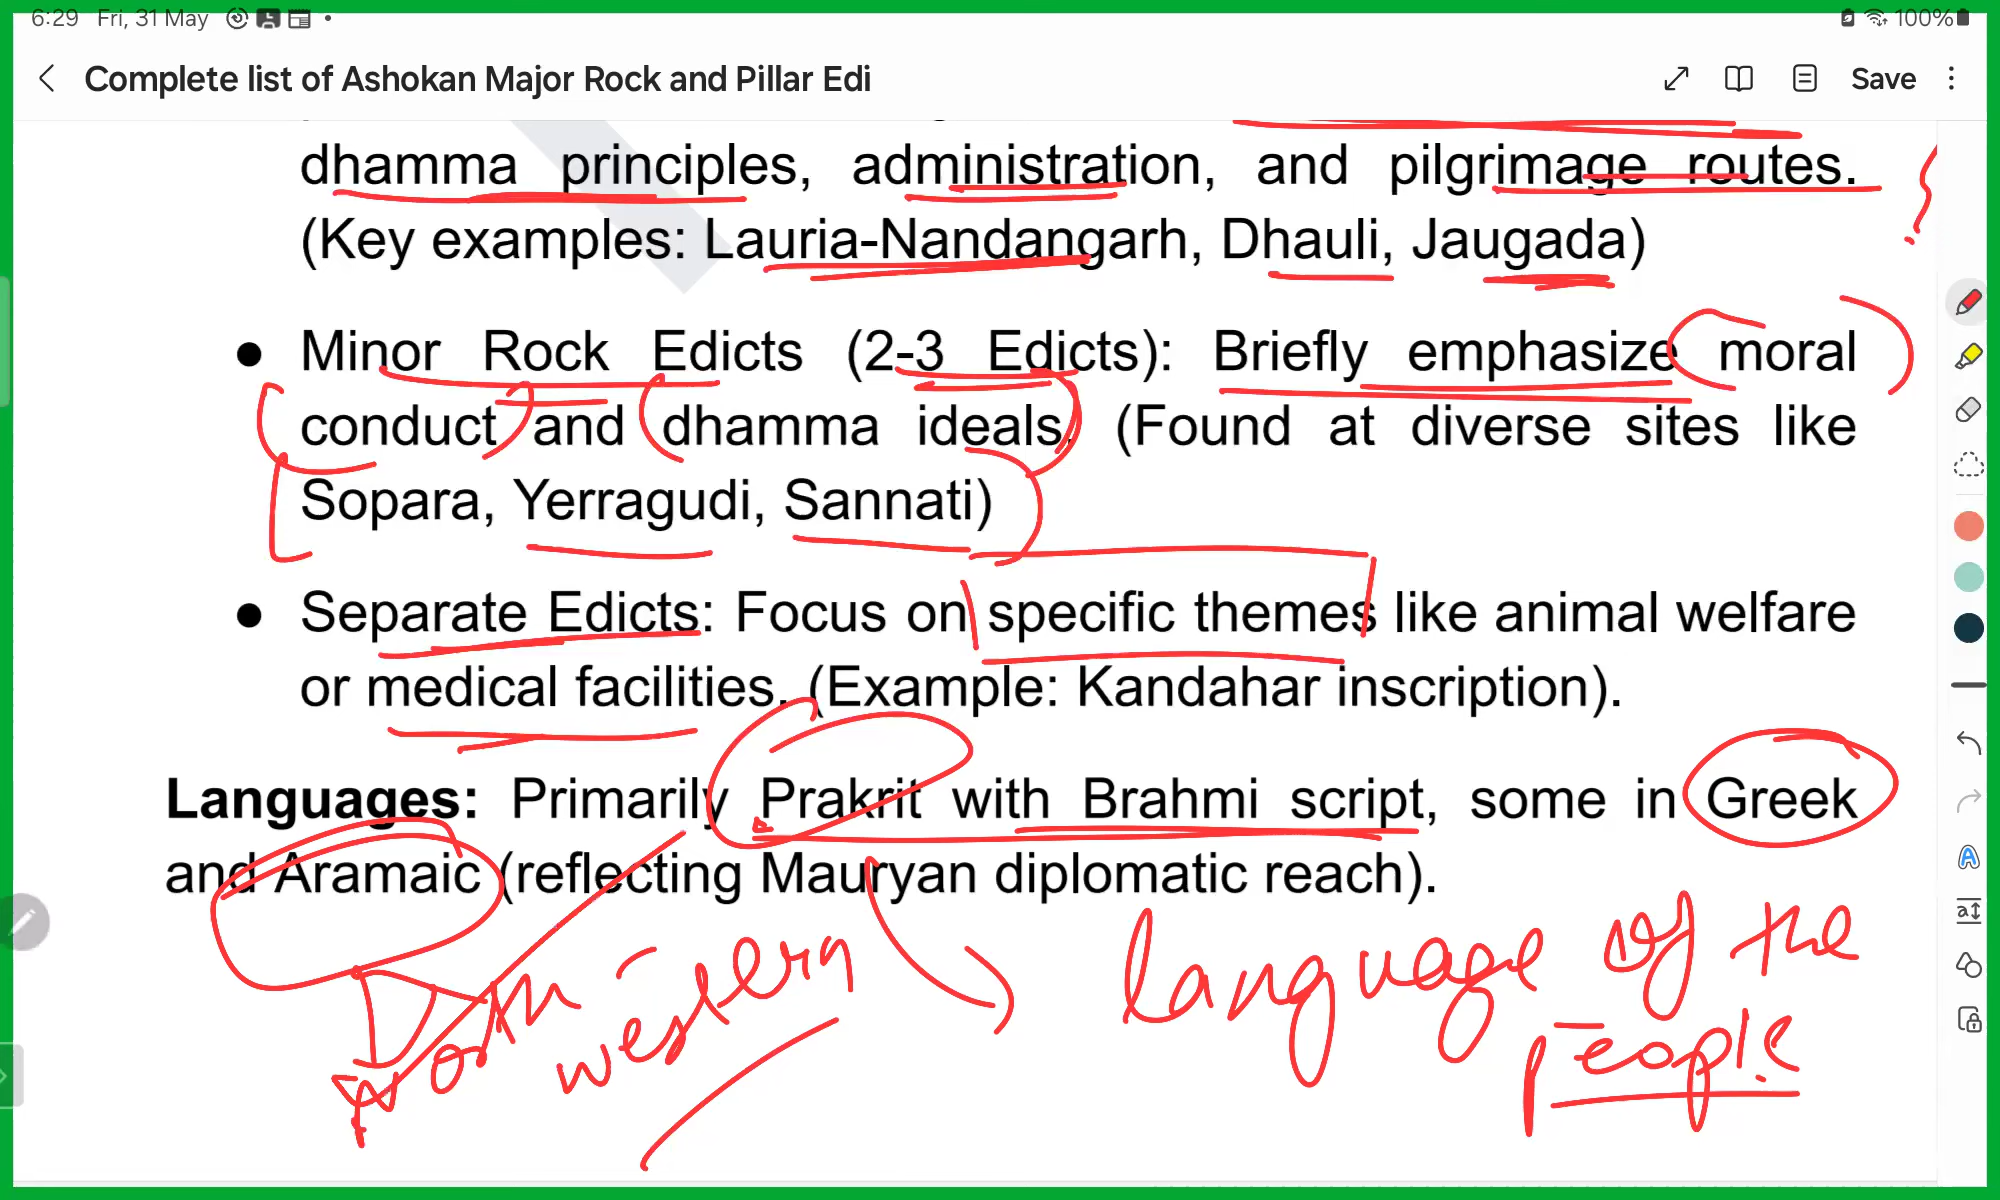 6:29 Fri, 31 May 100%
Complete list of Ashokan Major Rock and Pillar Edi Save
dhamma principles, administration, and pilgrimage routes.
(Key examples: Lauria-Nandangarh, Dhauli, Jaugada)
● Minor Rock Edicts (2-3 Edicts): Briefly emphasize moral
conduct and dhamma ideals. (Found at diverse sites like
Sopara, Yerragudi, Sannati)
● Separate Edicts: Focus on specific themes like animal welfare
or medical facilities. (Example: Kandahar inscription).
Languages: Primarily Prakrit with Brahmi script, some in Greek
and Aramaic (reflecting Mauryan diplomatic reach).
North western
language of the
people